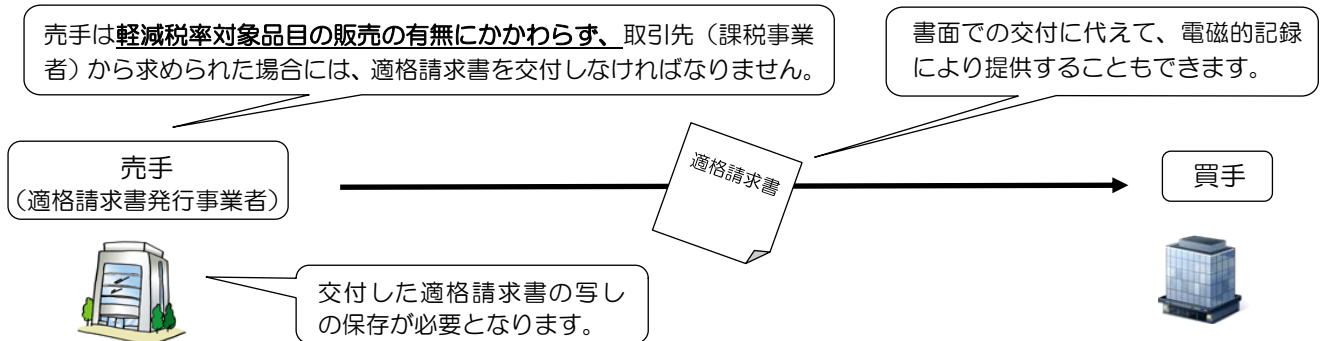 売手は軽減税率対象品目の販売の有無にかかわらず、取引先（課税事業
者）から求められた場合には、適格請求書を交付しなければなりません。
書面での交付に代えて、電磁的記録
により提供することもできます。
売手
（適格請求書発行事業者）
適格請求書
買手
交付した適格請求書の写し
の保存が必要となります。